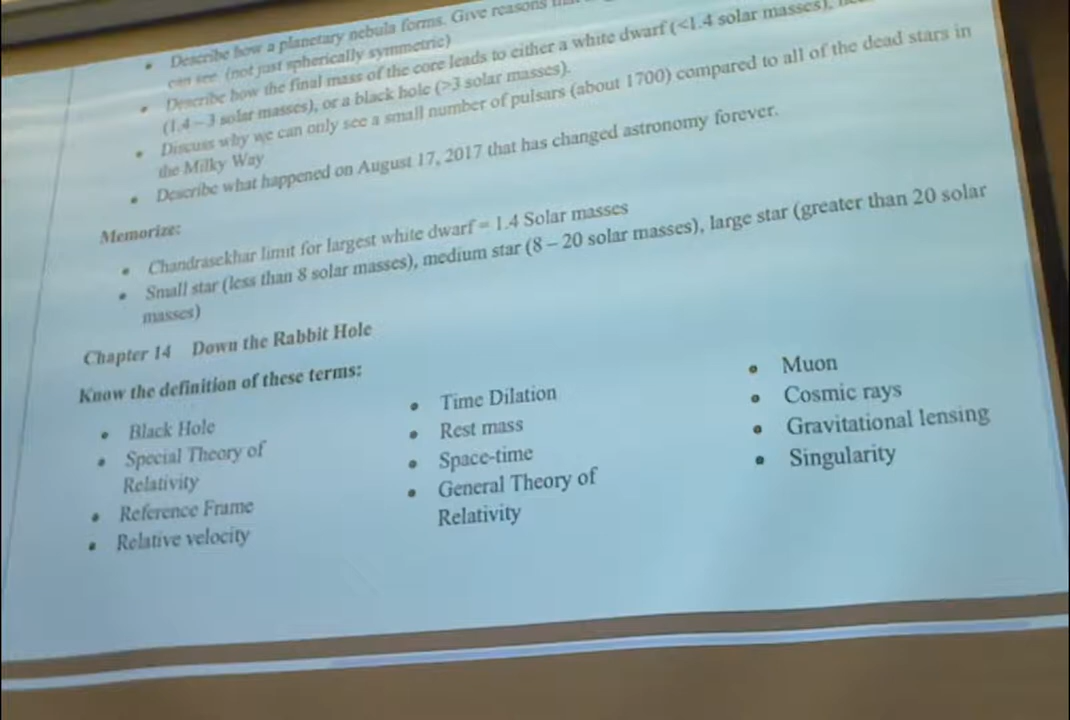 • Describe how a planetary nebula forms. Give reasons
can see (not just spherically symmetric)
• Describe how the final mass of the core leads to either a white dwarf (<1.4 solar masses),
(1.4 – 3 solar masses), or a black hole (>3 solar masses).
• Discuss why we can only see a small number of pulsars (about 1700) compared to all of the dead stars in
the Milky Way
• Describe what happened on August 17, 2017 that has changed astronomy forever.
Memorize:
• Chandrasekhar limit for largest white dwarf = 1.4 Solar masses
• Small star (less than 8 solar masses), medium star (8 – 20 solar masses), large star (greater than 20 solar
masses)
Chapter 14 Down the Rabbit Hole
Know the definition of these terms:
• Black Hole
• Special Theory of
Relativity
• Reference Frame
• Relative velocity
• Time Dilation
• Rest mass
• Space-time
• General Theory of
Relativity
• Muon
• Cosmic rays
• Gravitational lensing
• Singularity